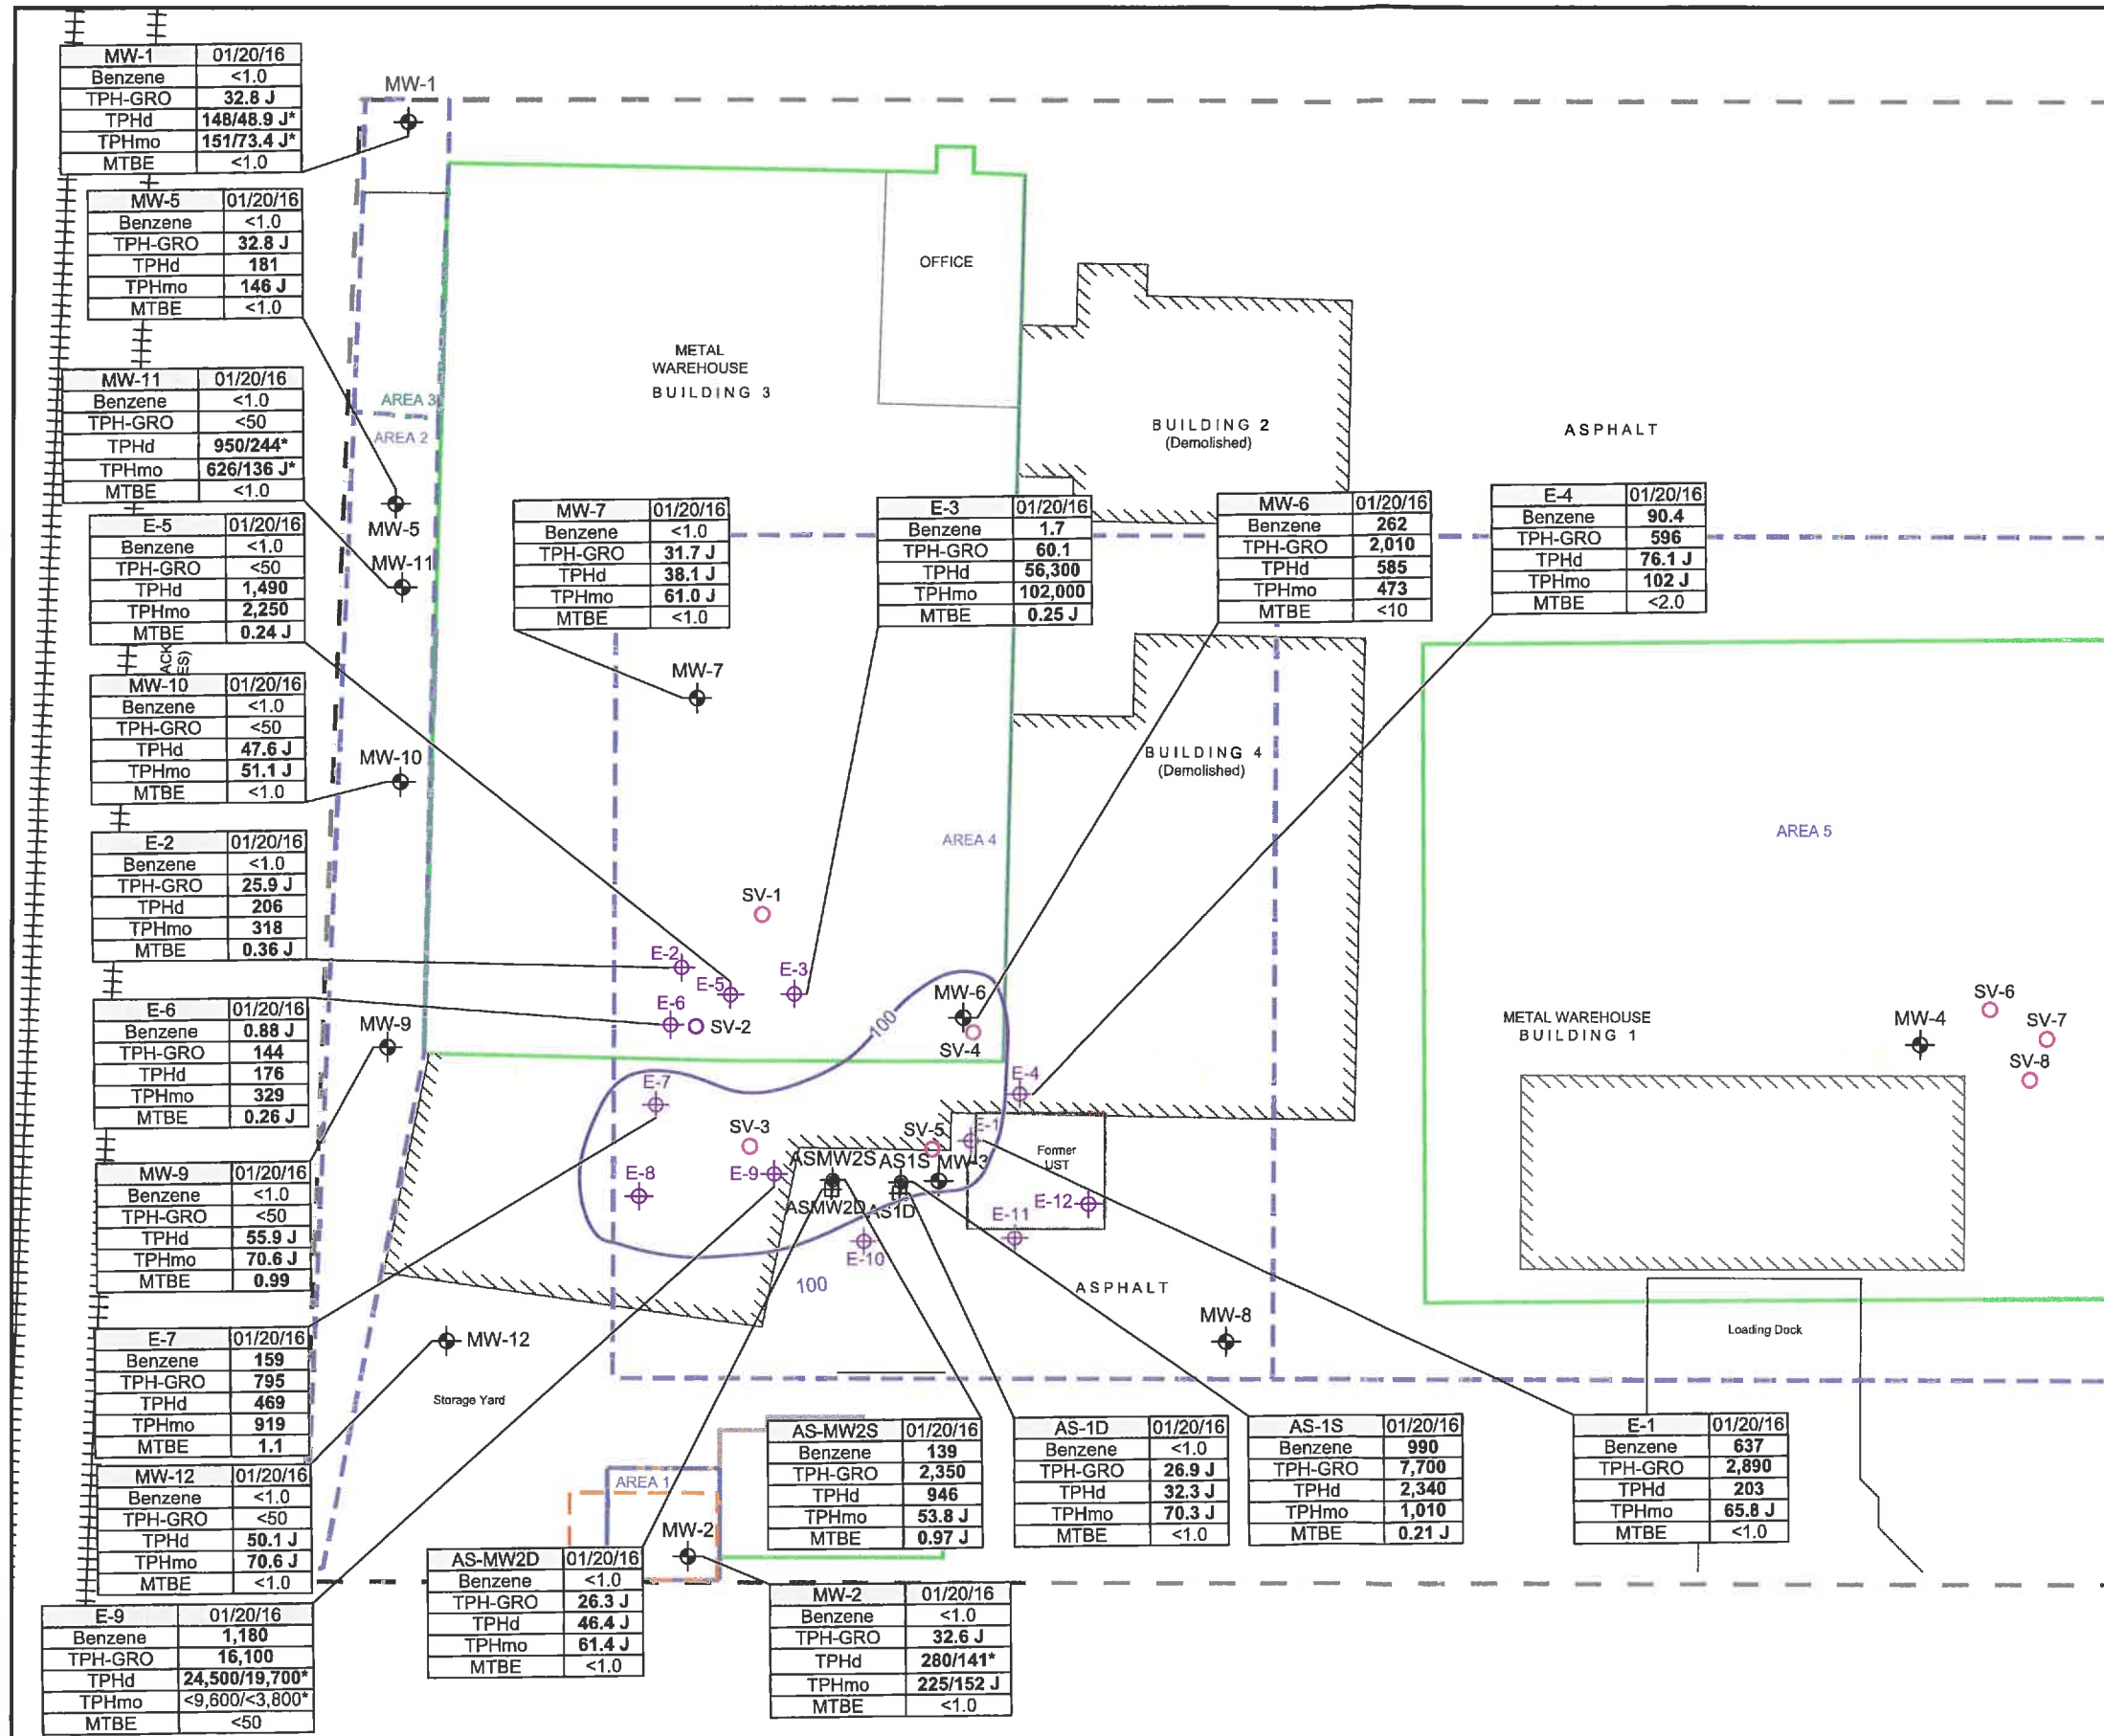 MW-1 01/20/16
Benzene <1.0
TPH-GRO 32.8 J
TPHd 148/48.9 J*
TPHmo 151/73.4 J*
MTBE <1.0
MW-1
MW-5 01/20/16
Benzene <1.0
TPH-GRO 32.8 J
TPHd 181
TPHmo 146 J
MTBE <1.0
OFFICE
METAL
WAREHOUSE
BUILDING 3
MW-11 01/20/16
Benzene <1.0
TPH-GRO <50
TPHd 950/244*
TPHmo 626/136 J*
MTBE <1.0
AREA 3
AREA 2
BUILDING 2
(Demolished)
ASPHALT
MW-5
MW-11
E-5 01/20/16
Benzene <1.0
TPH-GRO <50
TPHd 1,490
TPHmo 2,250
MTBE 0.24 J
MW-7 01/20/16
Benzene <1.0
TPH-GRO 31.7 J
TPHd 38.1 J
TPHmo 61.0 J
MTBE <1.0
E-3 01/20/16
Benzene 1.7
TPH-GRO 60.1
TPHd 56,300
TPHmo 102,000
MTBE 0.25 J
MW-6 01/20/16
Benzene 262
TPH-GRO 2,010
TPHd 585
TPHmo 473
MTBE <10
E-4 01/20/16
Benzene 90.4
TPH-GRO 596
TPHd 76.1 J
TPHmo 102 J
MTBE <2.0
ACK
ES)
MW-10 01/20/16
Benzene <1.0
TPH-GRO <50
TPHd 47.6 J
TPHmo 51.1 J
MTBE <1.0
MW-7
MW-10
BUILDING 4
(Demolished)
AREA 4
AREA 5
E-2 01/20/16
Benzene <1.0
TPH-GRO 25.9 J
TPHd 206
TPHmo 318
MTBE 0.36 J
SV-1
E-2
E-5
E-3
E-6
SV-2
MW-6
100
SV-4
E-6 01/20/16
Benzene 0.88 J
TPH-GRO 144
TPHd 176
TPHmo 329
MTBE 0.26 J
MW-9
METAL WAREHOUSE
BUILDING 1
MW-4
SV-6
SV-7
SV-8
E-7
E-4
SV-3
SV-5
E-1
Former
UST
E-8
E-9
ASMW2S
AS1S
MW-3
ASMW2D
AS1D
E-12
E-11
E-10
100
ASPHALT
MW-9 01/20/16
Benzene <1.0
TPH-GRO <50
TPHd 55.9 J
TPHmo 70.6 J
MTBE 0.99
MW-8
MW-12
Loading Dock
Storage Yard
E-7 01/20/16
Benzene 159
TPH-GRO 795
TPHd 469
TPHmo 919
MTBE 1.1
MW-12 01/20/16
Benzene <1.0
TPH-GRO <50
TPHd 50.1 J
TPHmo 70.6 J
MTBE <1.0
AREA 1
MW-2
AS-MW2S 01/20/16
Benzene 139
TPH-GRO 2,350
TPHd 946
TPHmo 53.8 J
MTBE 0.97 J
AS-1D 01/20/16
Benzene <1.0
TPH-GRO 26.9 J
TPHd 32.3 J
TPHmo 70.3 J
MTBE <1.0
AS-1S 01/20/16
Benzene 990
TPH-GRO 7,700
TPHd 2,340
TPHmo 1,010
MTBE 0.21 J
E-1 01/20/16
Benzene 637
TPH-GRO 2,890
TPHd 203
TPHmo 65.8 J
MTBE <1.0
AS-MW2D 01/20/16
Benzene <1.0
TPH-GRO 26.3 J
TPHd 46.4 J
TPHmo 61.4 J
MTBE <1.0
MW-2 01/20/16
Benzene <1.0
TPH-GRO 32.6 J
TPHd 280/141*
TPHmo 225/152 J
MTBE <1.0
E-9 01/20/16
Benzene 1,180
TPH-GRO 16,100
TPHd 24,500/19,700*
TPHmo <9,600/<3,800*
MTBE <50